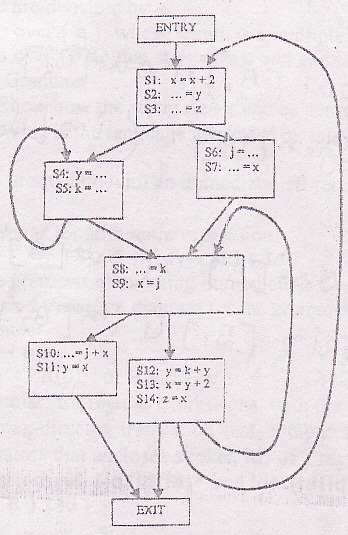 ENTRY
S1: x = x + 2
S2: ... = y
S3: ... = z
S4: y = ...
S5: k = ...
S6: j = ...
S7: ... = x
S8: ... = k
S9: x = j
S10: ... = j + x
S11: y = x
S12: y = k + y
S13: x = y + 2
S14: z = x
EXIT